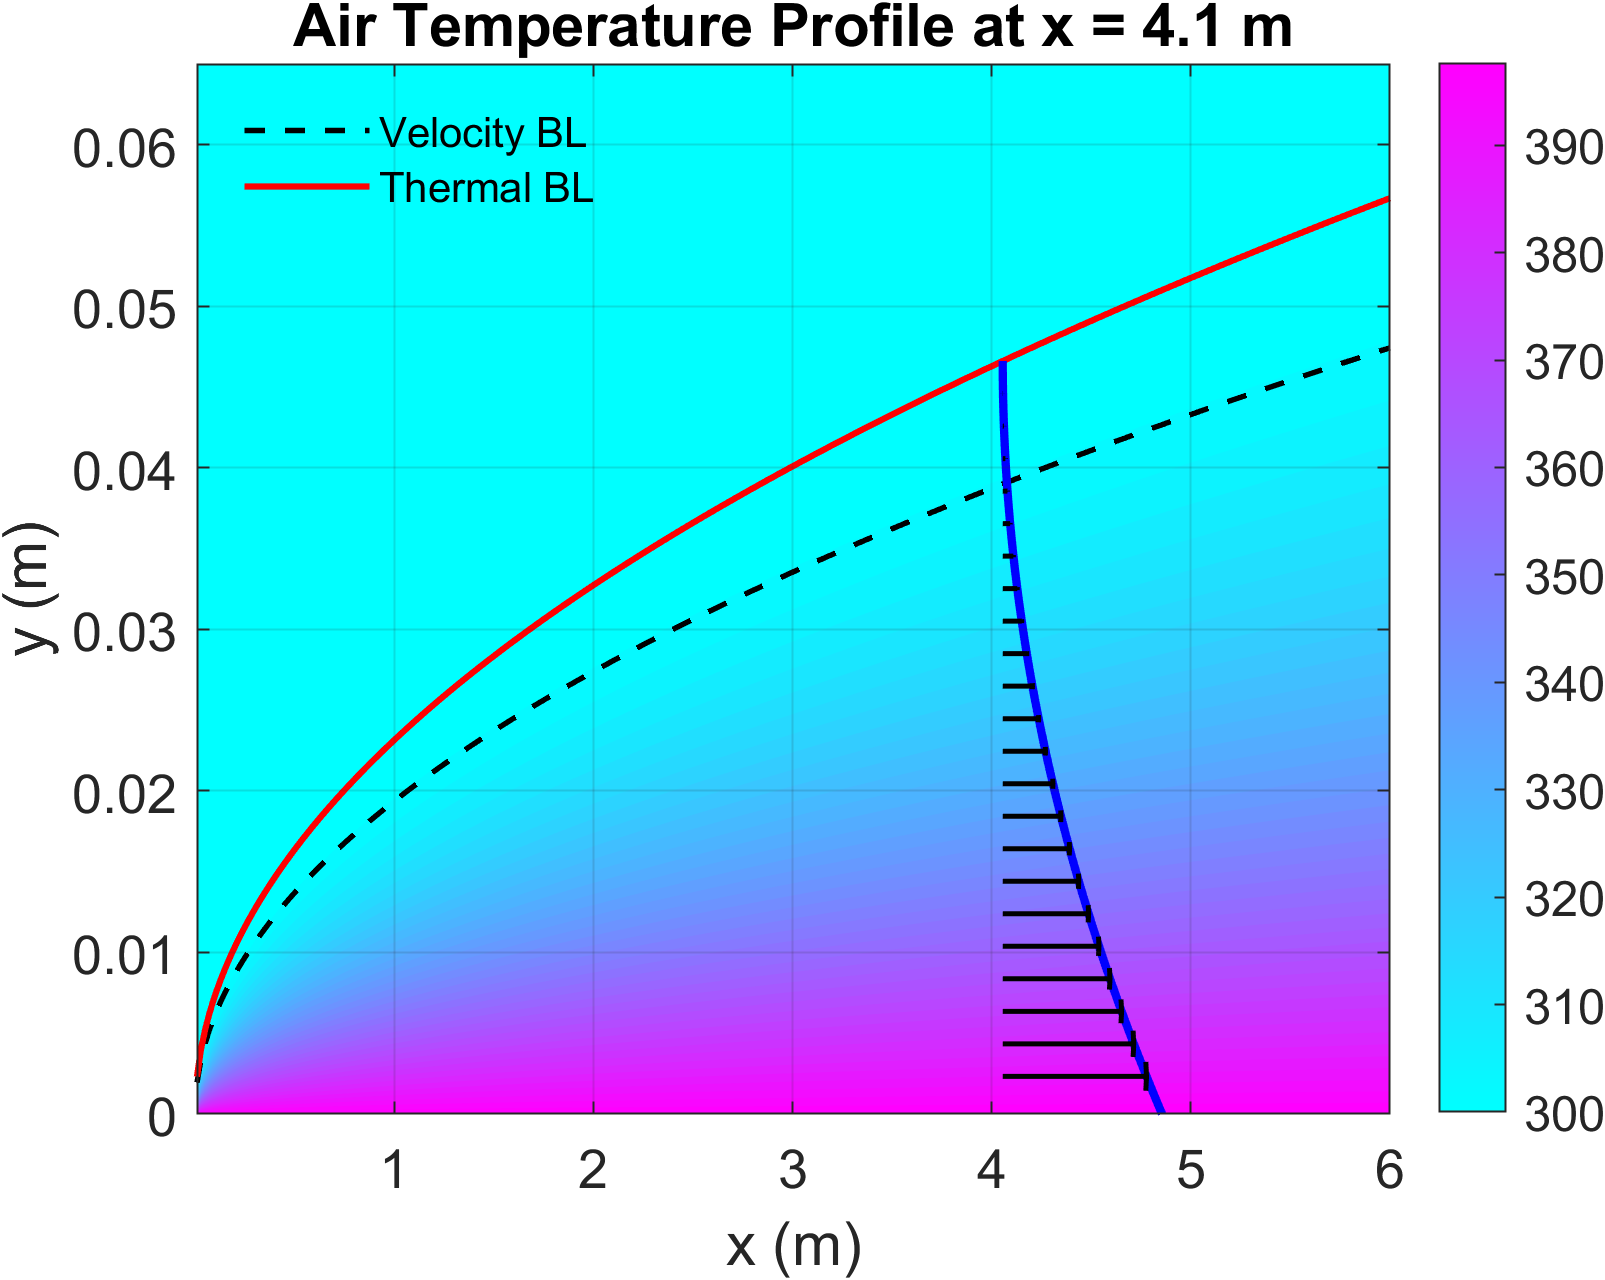 Air Temperature Profile at x = 4.1 m
Velocity BL
Thermal BL
0.06
0.05
0.04
0.03
0.02
0.01
0
y (m)
1 2 3 4 5 6
x (m)
390
380
370
360
350
340
330
320
310
300